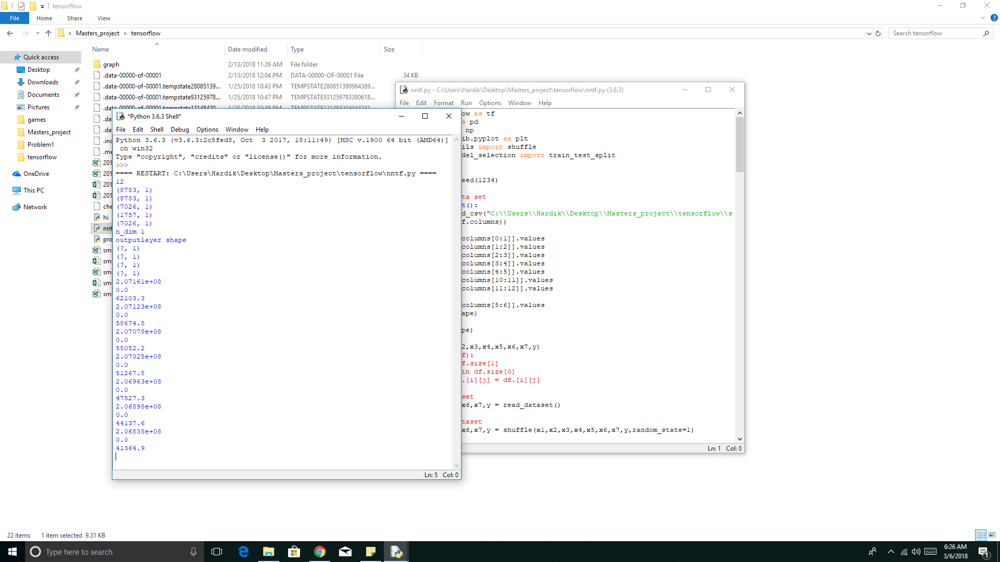 tensorflow
File Home Share View
Masters_project tensorflow
Search tensorflow
Name Date modified Type Size
Quick access
Desktop
Downloads
Documents
Pictures
games
Masters_project
Problem1
tensorflow
OneDrive
This PC
Network
graph 2/13/2018 11:26 AM File folder
.data-00000-of-00001 2/13/2018 12:04 PM DATA-00000-OF-00001 File 34 KB
.data-00000-of-00001.tempstate28085139... 1/25/2018 10:43 PM TEMPSTATE280851390964389...
.data-00000-of-00001.tempstate93125978... 1/25/2018 10:47 PM TEMPSTATE931259783380618...
.da
.da
.inc
.me
201
201
201
201
che
hi
nnt
pro
sm
sm
sm
sm
sm
*Python 3.6.3 Shell*
File Edit Shell Debug Options Window Help
Python 3.6.3 (v3.6.3:2c5fed8, Oct  3 2017, 18:11:49) [MSC v.1900 64 bit (AMD64)]
on win32
Type "copyright", "credits" or "license()" for more information.
>>>
==== RESTART: C:\Users\Hardik\Desktop\Masters_project\tensorflow\nntf.py ====
12
(8783, 1)
(8783, 1)
(7026, 1)
(1757, 1)
(7026, 1)
n_dim 1
outputlayer shape
(?, 1)
(?, 1)
(?, 1)
(?, 1)
2.07161e+08
0.0
62103.3
2.07123e+08
0.0
58674.5
2.07078e+08
0.0
55052.2
2.07025e+08
0.0
51267.8
2.06963e+08
0.0
47527.3
2.06898e+08
0.0
44137.6
2.06838e+08
0.0
41364.9
Ln: 5 Col: 0
nntf.py - C:\Users\Hardik\Desktop\Masters_project\tensorflow\nntf.py (3.6.3)
File Edit Format Run Options Window Help
ow as tf
s pd
np
ib.pyplot as plt
ils import shuffle
del_selection import train_test_split
eed(1234)
ta set
t():
d_csv("C:\\Users\\Hardik\\Desktop\\Masters_project\\tensorflow\\s
f.columns))
columns[0:1]].values
columns[1:2]].values
columns[2:3]].values
columns[3:4]].values
columns[4:5]].values
columns[10:11]].values
columns[11:12]].values
columns[5:6]].values
ape)
pe)
2,x3,x4,x5,x6,x7,y)
f):
f.size[1]
in df.size[0]
.[i][j] = df.[i][j]
set
x6,x7,y = read_dataset()
taset
x6,x7,y = shuffle(x1,x2,x3,x4,x5,x6,x7,y,random_state=1)
Ln: 1 Col: 0
22 items 1 item selected 9.31 KB
Type here to search
6:26 AM
3/6/2018
1